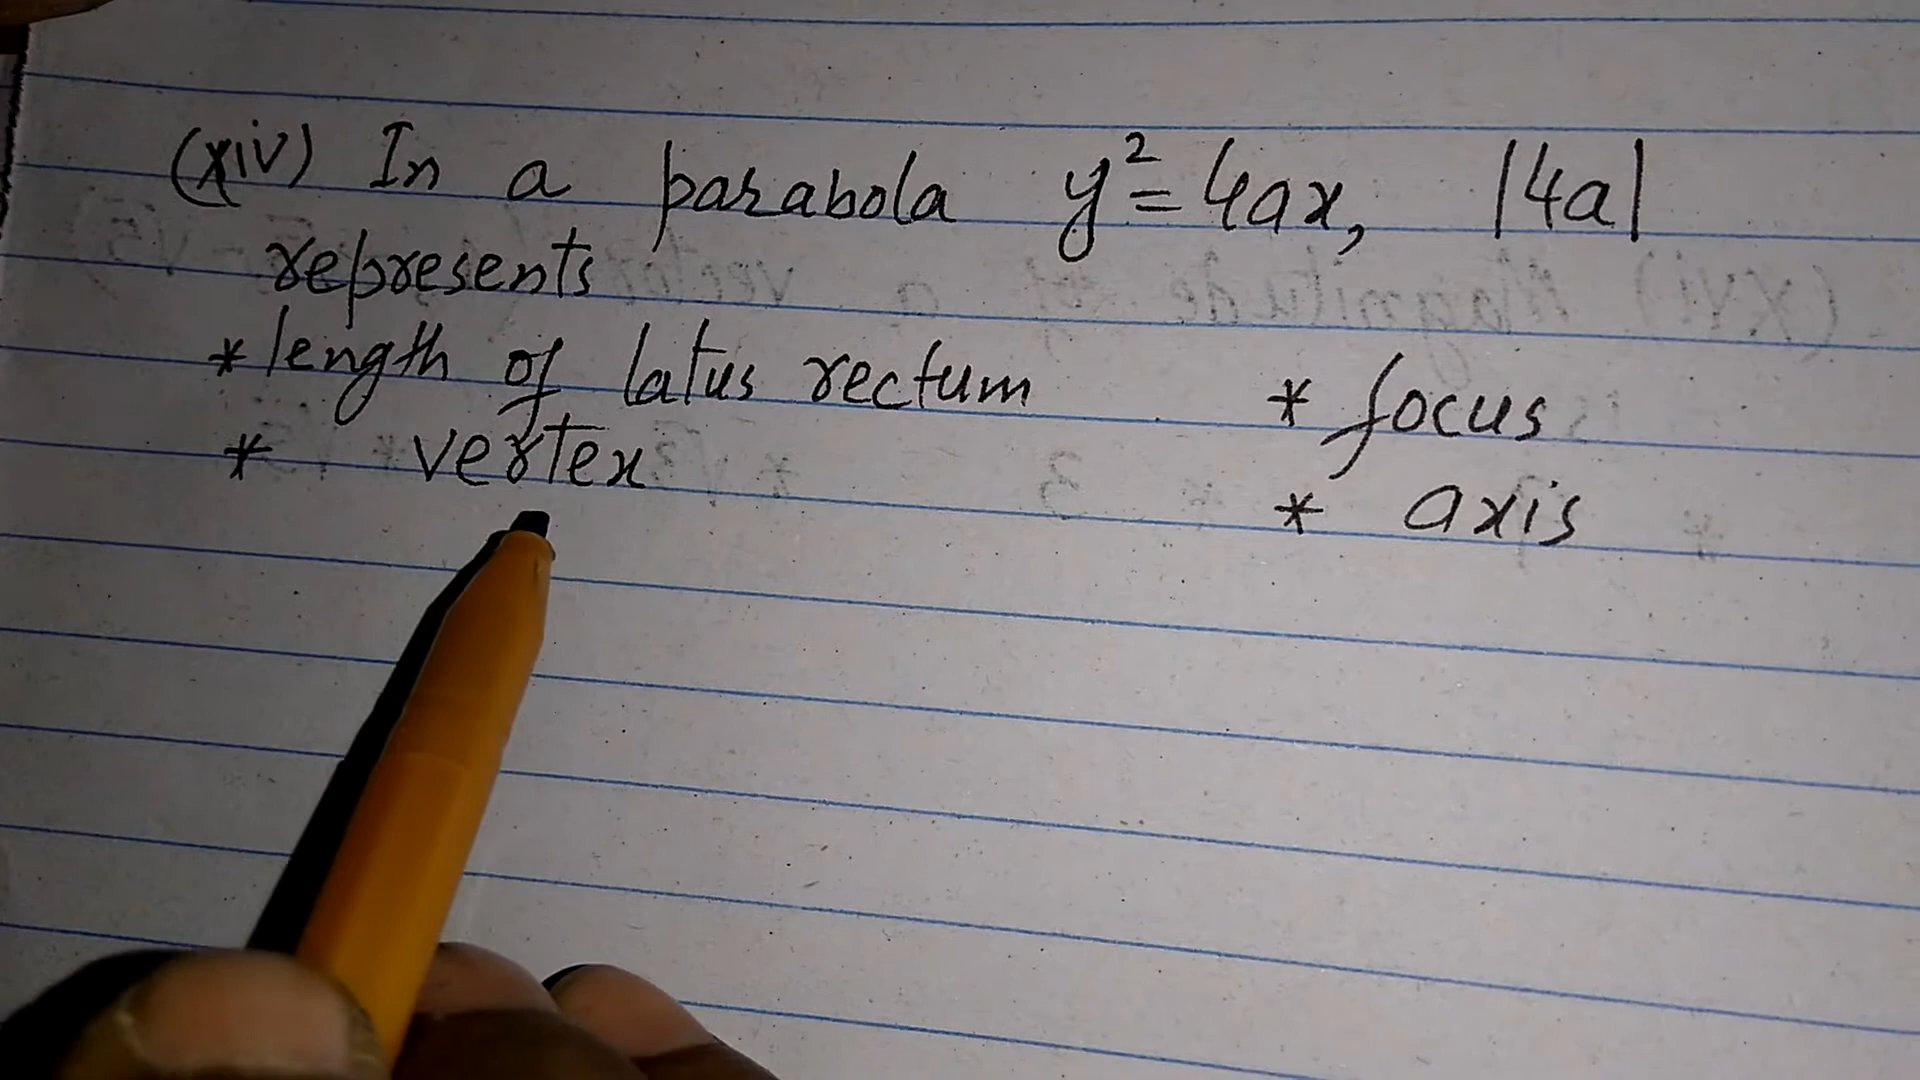 (xiv) In a parabola y²=4ax, |4a|
represents
* length of latus rectum * focus
* vertex * axis